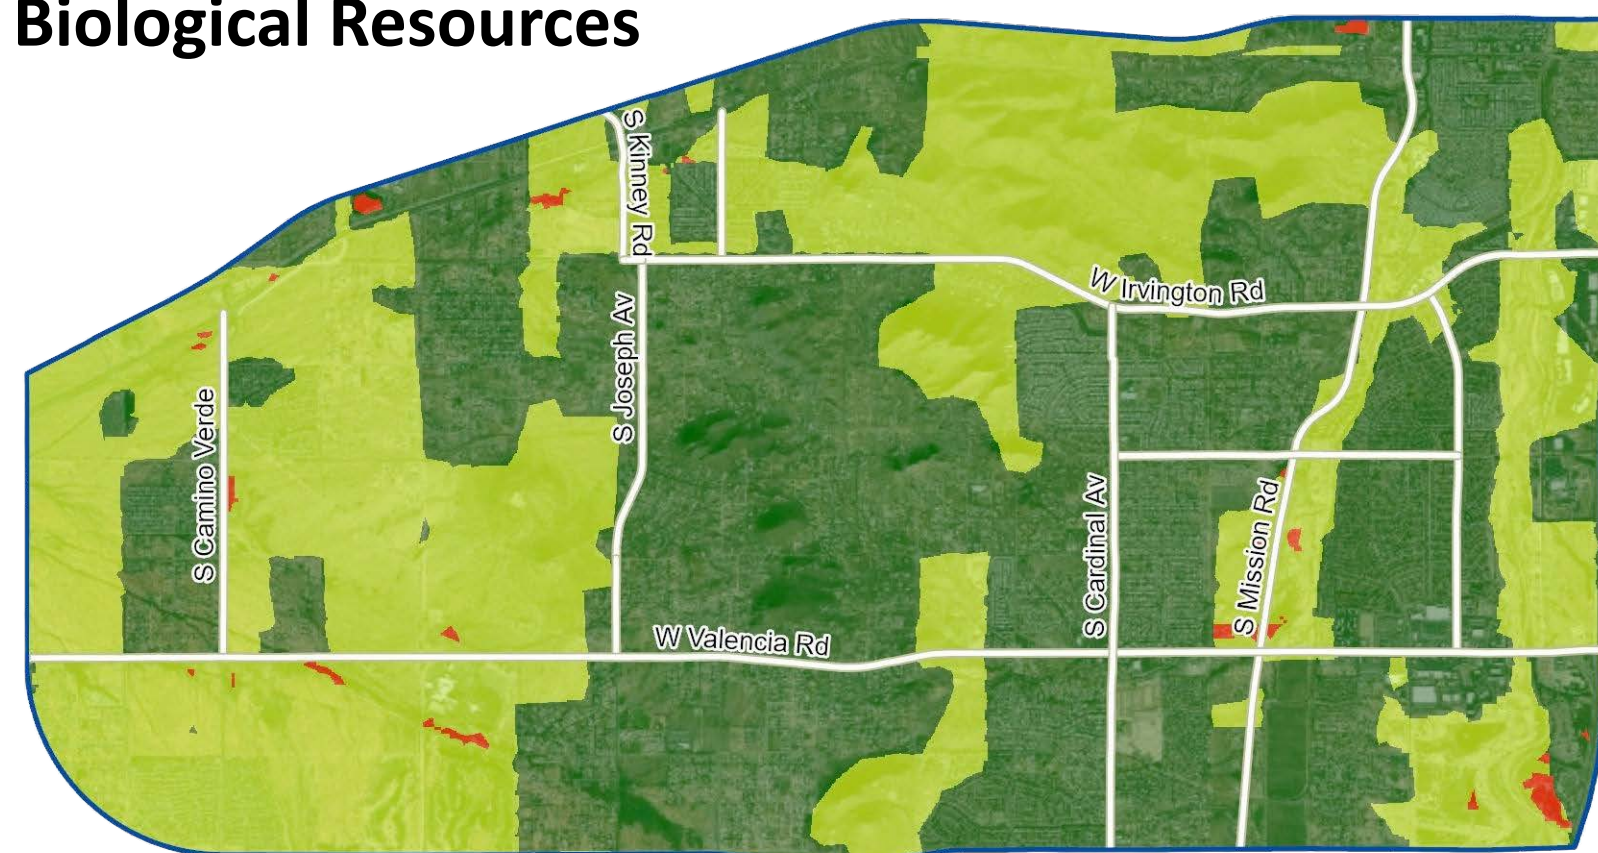 Biological Resources
S Kinney Rd
W Irvington Rd
S Joseph Av
S Camino Verde
S Cardinal Av
S Mission Rd
W Valencia Rd